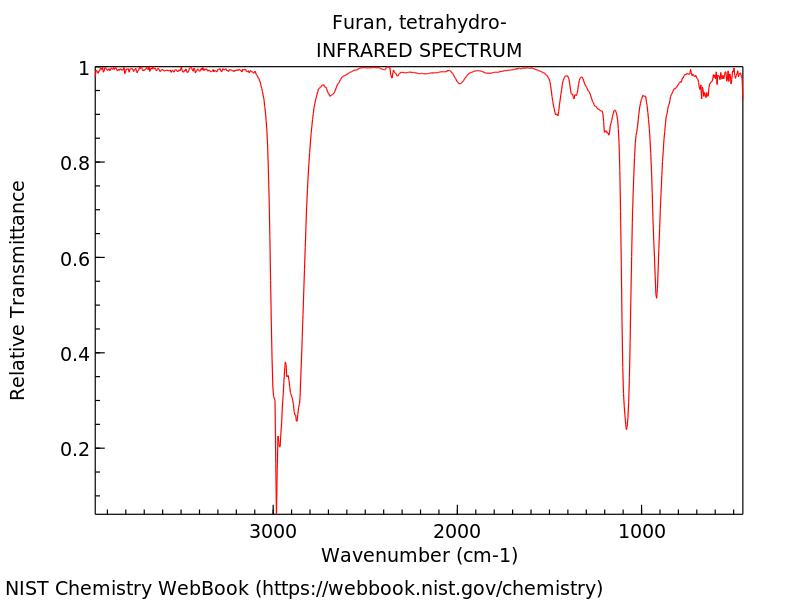 Furan, tetrahydro-
INFRARED SPECTRUM
Relative Transmittance
1
0.8
0.6
0.4
0.2
3000 2000 1000
Wavenumber (cm-1)
NIST Chemistry WebBook (https://webbook.nist.gov/chemistry)